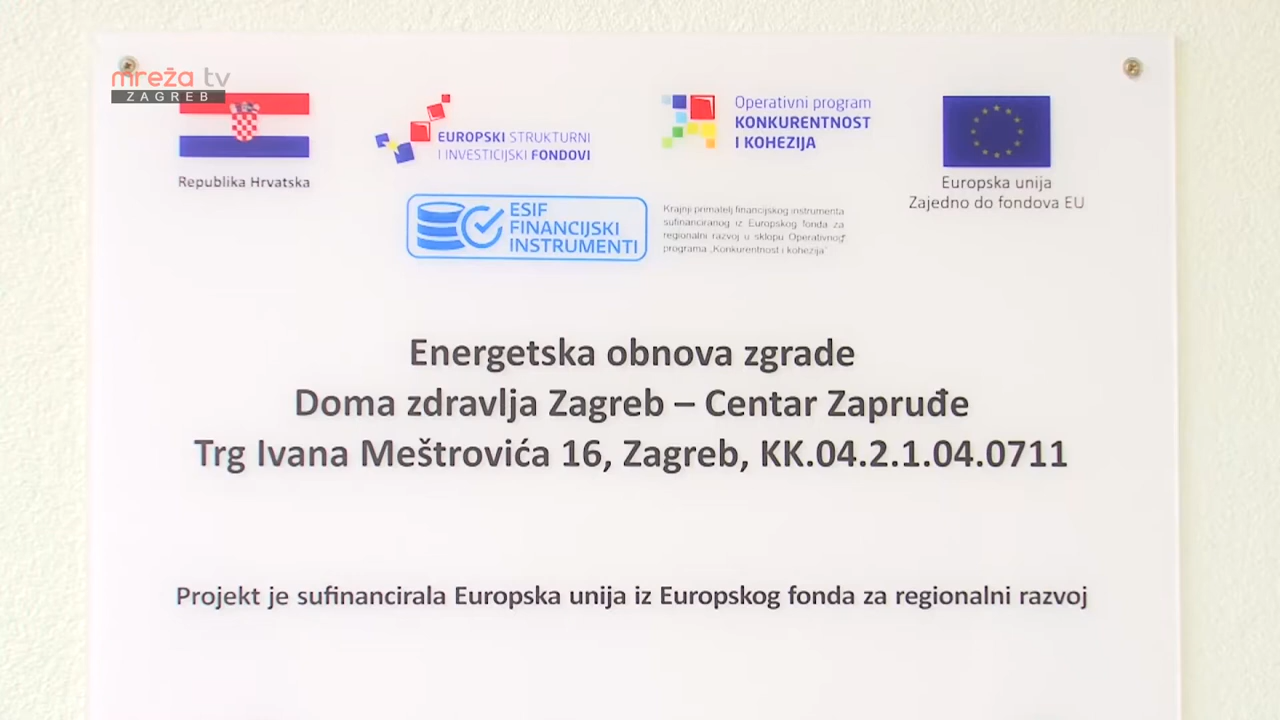 mreža tv
ZAGREB
Republika Hrvatska
EUROPSKI STRUKTURNI
I INVESTICIJSKI FONDOVI
Operativni program
KONKURENTNOST
I KOHEZIJA
Europska unija
Zajedno do fondova EU
ESIF
FINANCIJSKI
INSTRUMENTI
Krajnji primatelj financijskog instrumenta
sufinanciranog iz Europskog fonda za
regionalni razvoj u sklopu Operativnog
programa „Konkurentnost i kohezija"
Energetska obnova zgrade
Doma zdravlja Zagreb – Centar Zapruđe
Trg Ivana Meštrovića 16, Zagreb, KK.04.2.1.04.0711
Projekt je sufinancirala Europska unija iz Europskog fonda za regionalni razvoj